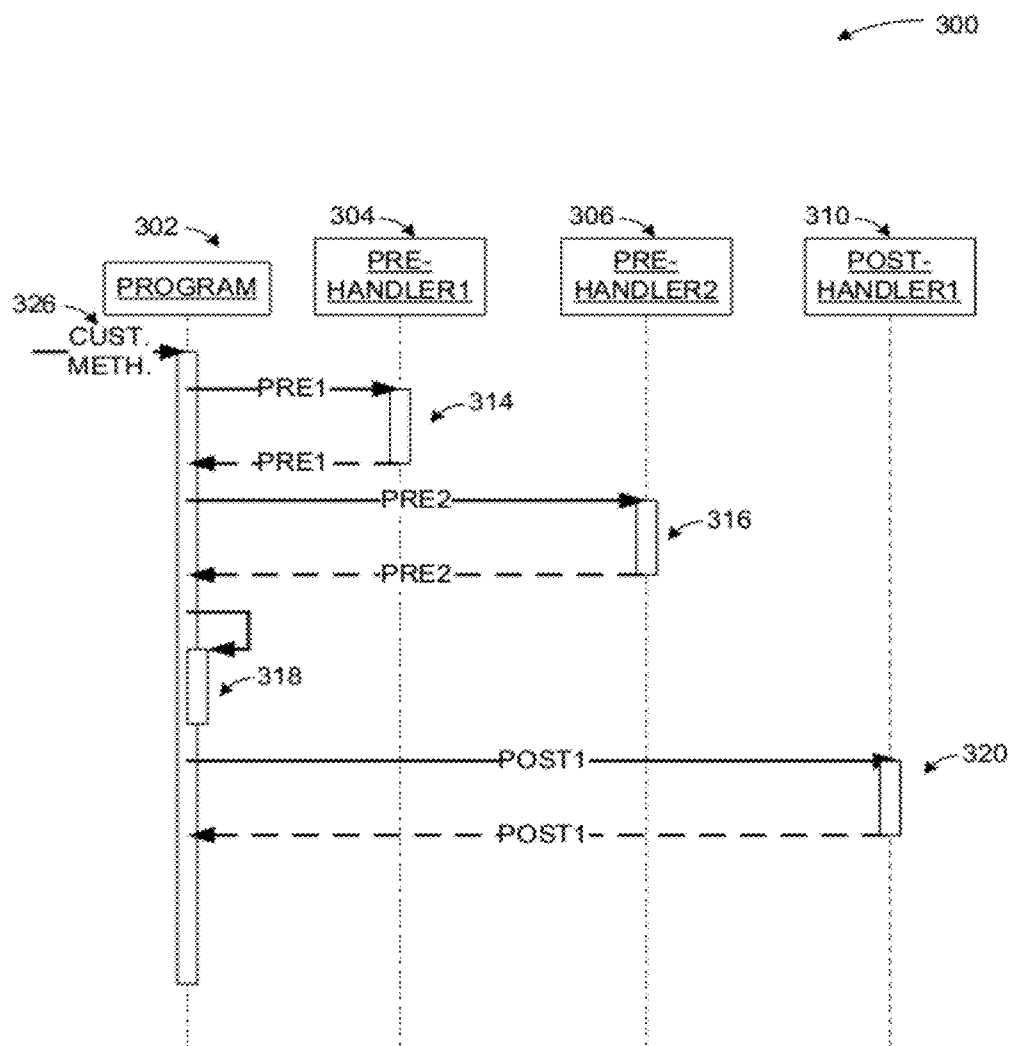 300
302
304
306
310
PROGRAM
PRE-
HANDLER1
PRE-
HANDLER2
POST-
HANDLER1
326
CUST.
METH.
PRE1
314
PRE1
PRE2
316
PRE2
318
POST1
320
POST1